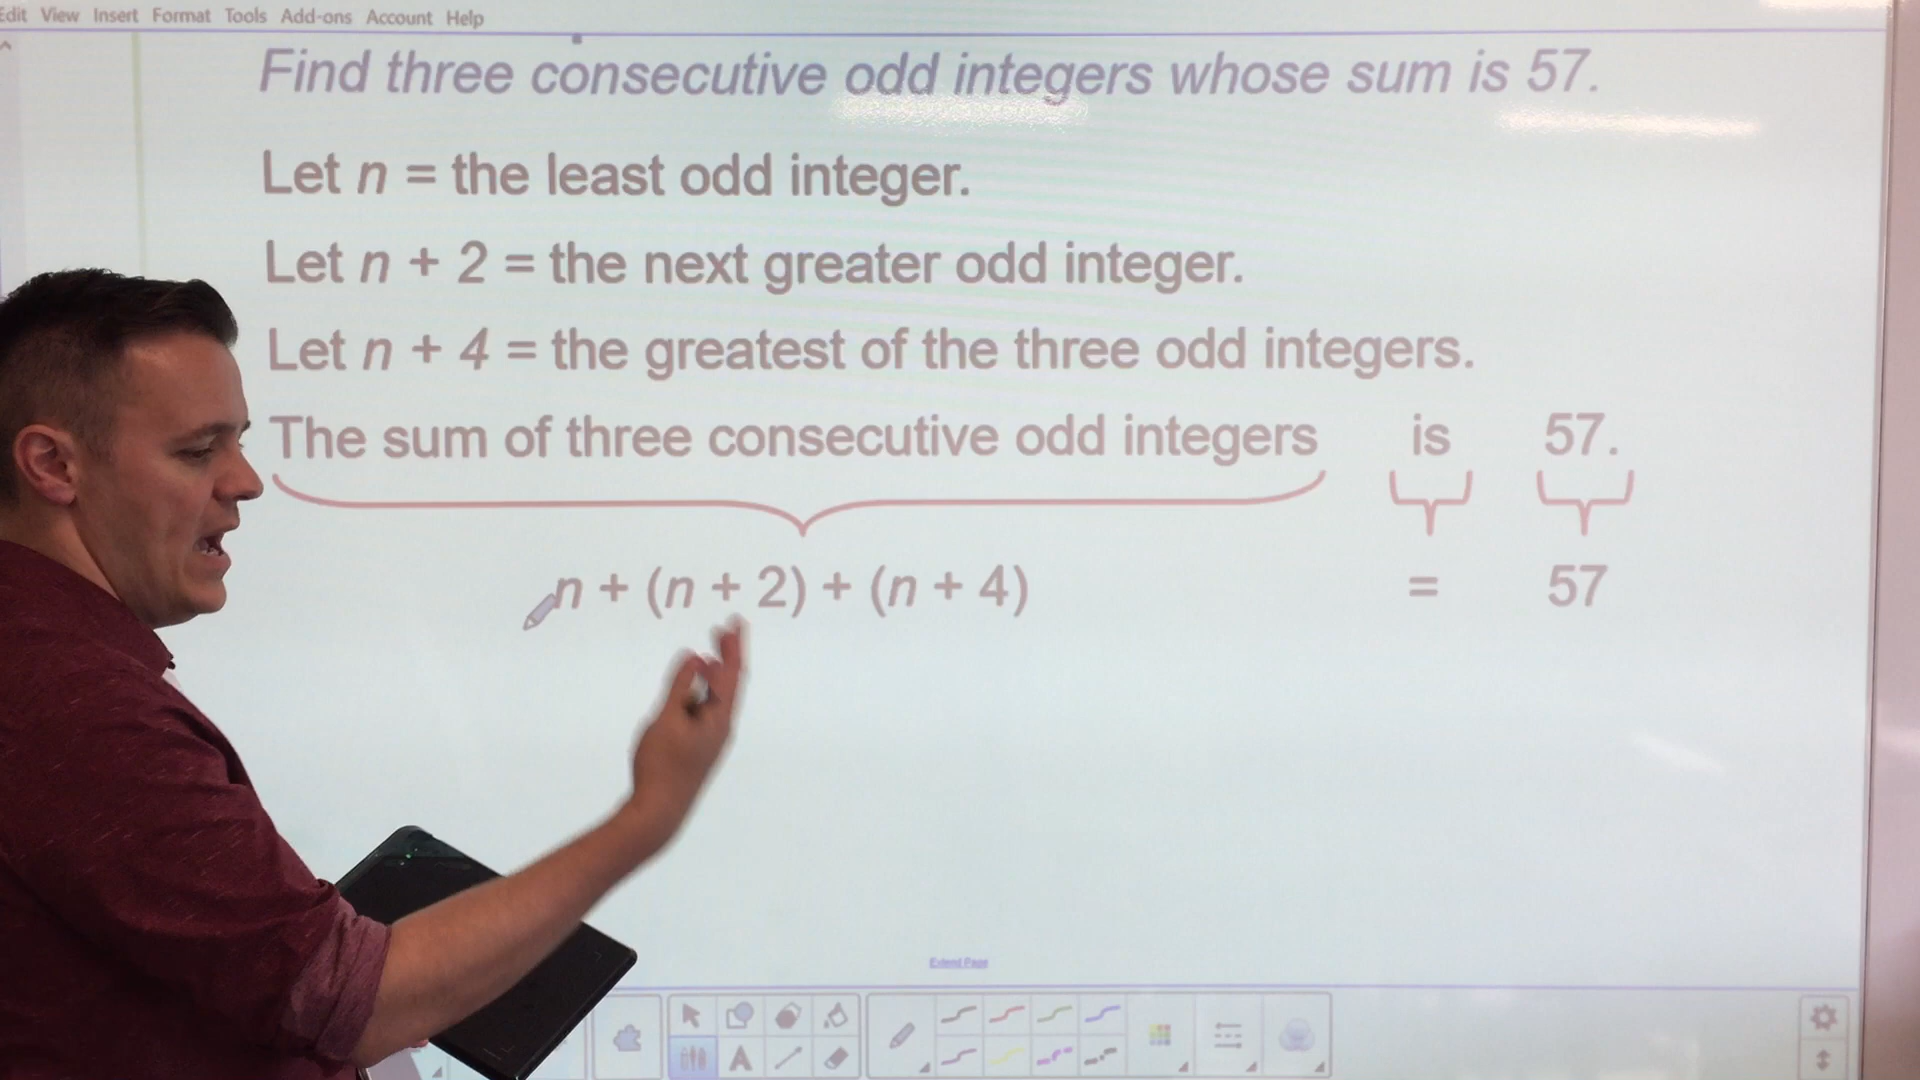 Edit View Insert Format Tools Add-ons Account Help
Find three consecutive odd integers whose sum is 57.
Let n = the least odd integer.
Let n + 2 = the next greater odd integer.
Let n + 4 = the greatest of the three odd integers.
The sum of three consecutive odd integers is 57.
n + (n + 2) + (n + 4) = 57
Extend Page
A